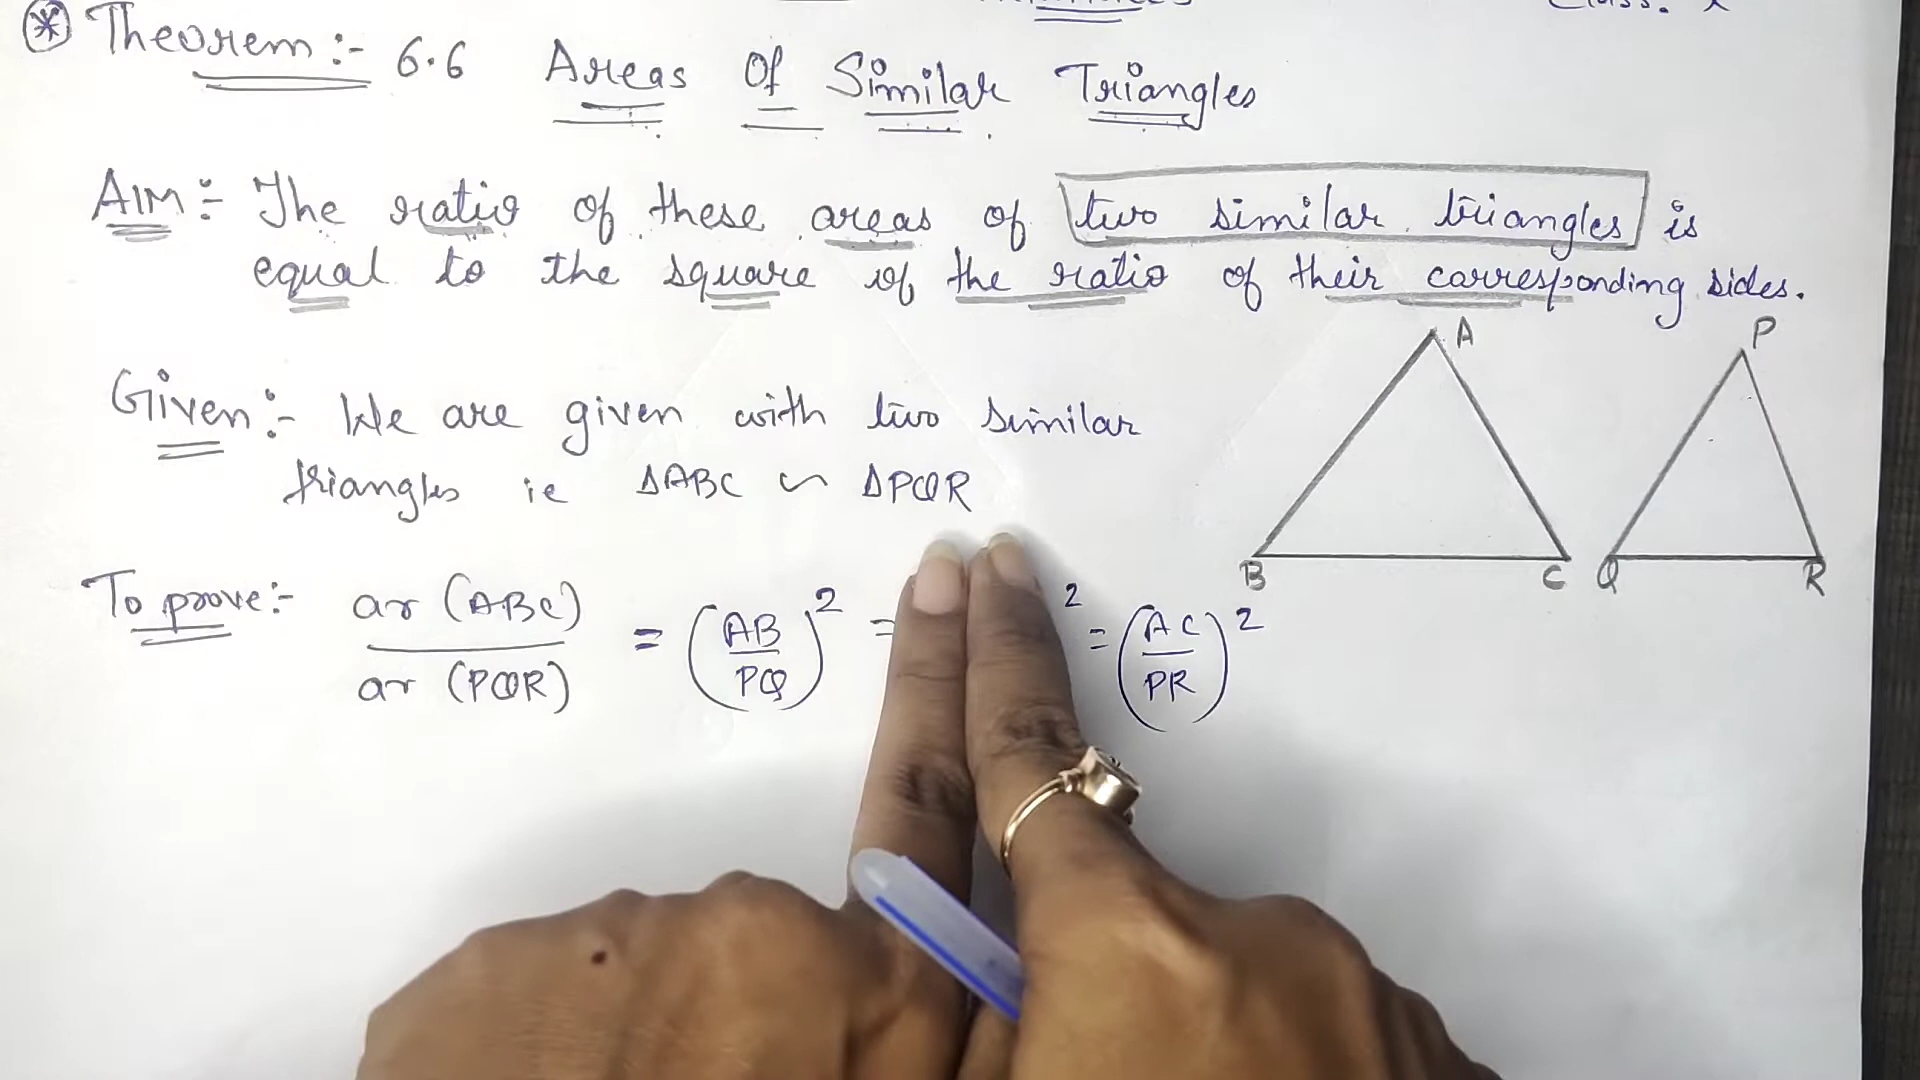 Theorem :- 6.6 Areas Of Similar Triangles
AIM :- The ratio of these areas of two similar triangles is
equal to the square of the ratio of their carresponding sides.
Given :- We are given with two similar
triangles ie ΔABC ∽ ΔPQR
A
P
B
C
Q
R
To prove :- ar (ABC) / ar (PQR) = (AB/PQ)² = ² = (AC/PR)²